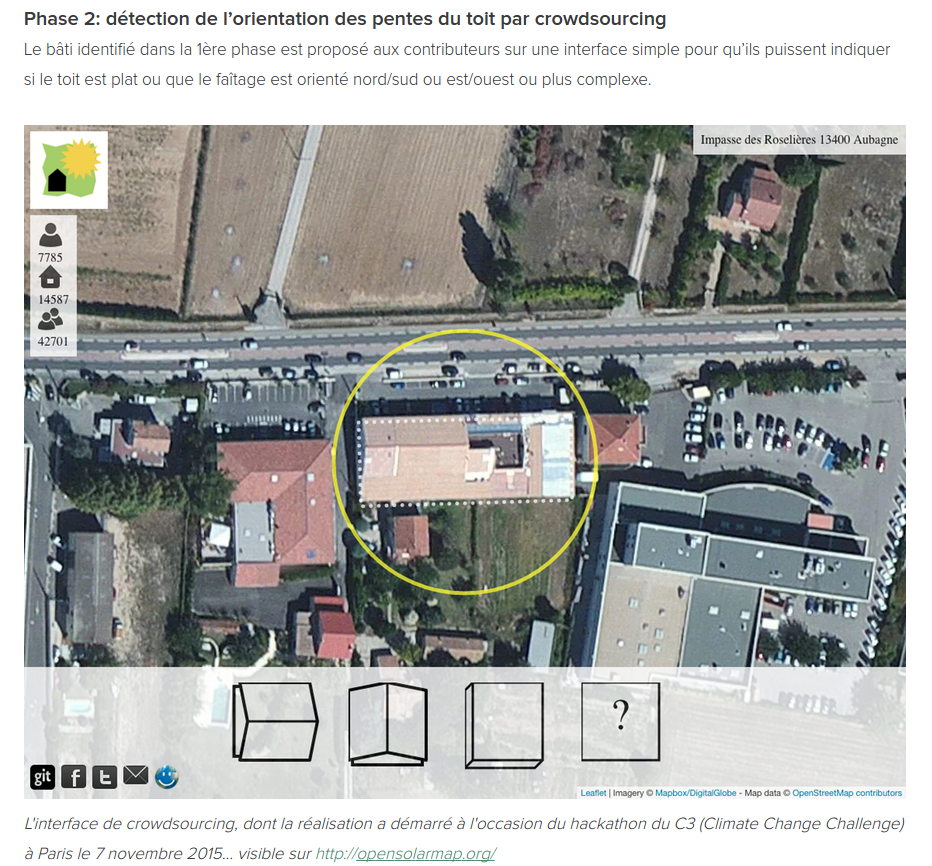 Phase 2: détection de l'orientation des pentes du toit par crowdsourcing
Le bâti identifié dans la 1ère phase est proposé aux contributeurs sur une interface simple pour qu'ils puissent indiquer
si le toit est plat ou que le faîtage est orienté nord/sud ou est/ouest ou plus complexe.
Impasse des Roselières 13400 Aubagne
7785
14587
42701
?
git f t
Leaflet | Imagery © Mapbox/DigitalGlobe - Map data © OpenStreetMap contributors
L'interface de crowdsourcing, dont la réalisation a démarré à l'occasion du hackathon du C3 (Climate Change Challenge)
à Paris le 7 novembre 2015... visible sur http://opensolarmap.org/